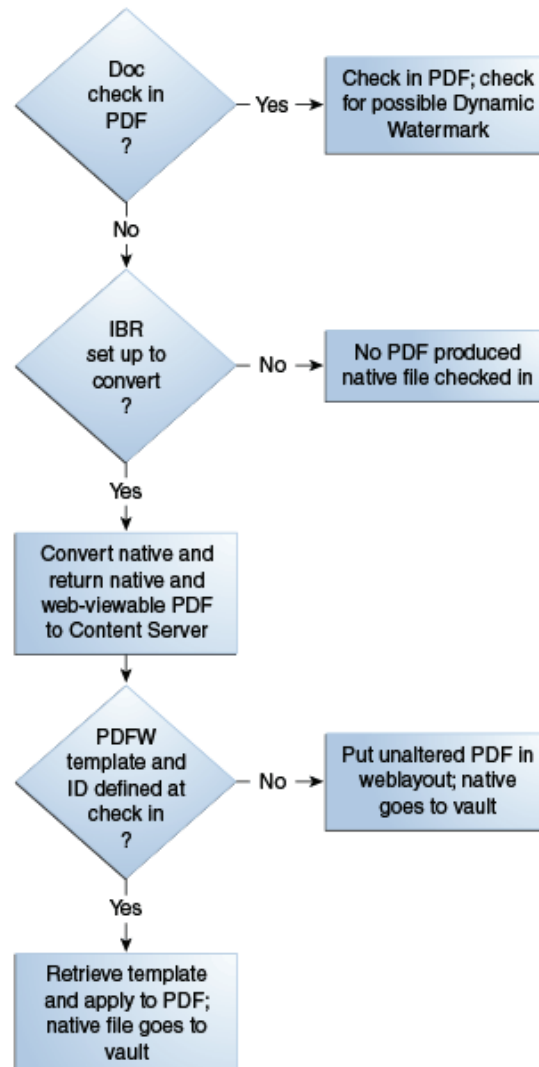 Doc
check in
PDF
?
Yes
Check in PDF; check
for possible Dynamic
Watermark
No
IBR
set up to
convert
?
No
No PDF produced
native file checked in
Yes
Convert native and
return native and
web-viewable PDF
to Content Server
PDFW
template and
ID defined at
check in
?
No
Put unaltered PDF in
weblayout; native
goes to vault
Yes
Retrieve template
and apply to PDF;
native file goes to
vault